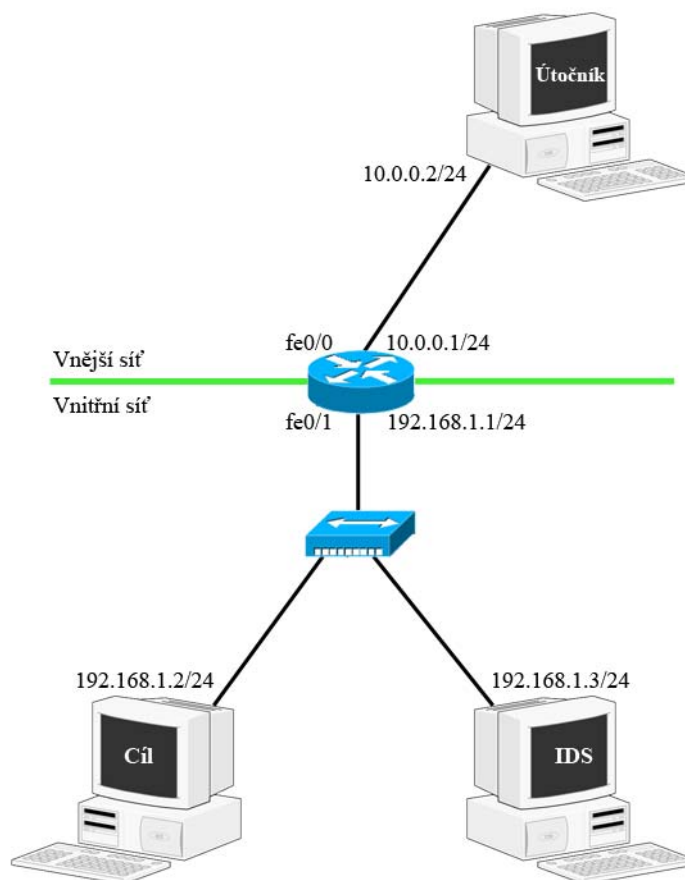 Útočník
10.0.0.2/24
fe0/0
10.0.0.1/24
Vnější síť
Vnitřní síť
fe0/1
192.168.1.1/24
192.168.1.2/24
192.168.1.3/24
Cíl
IDS